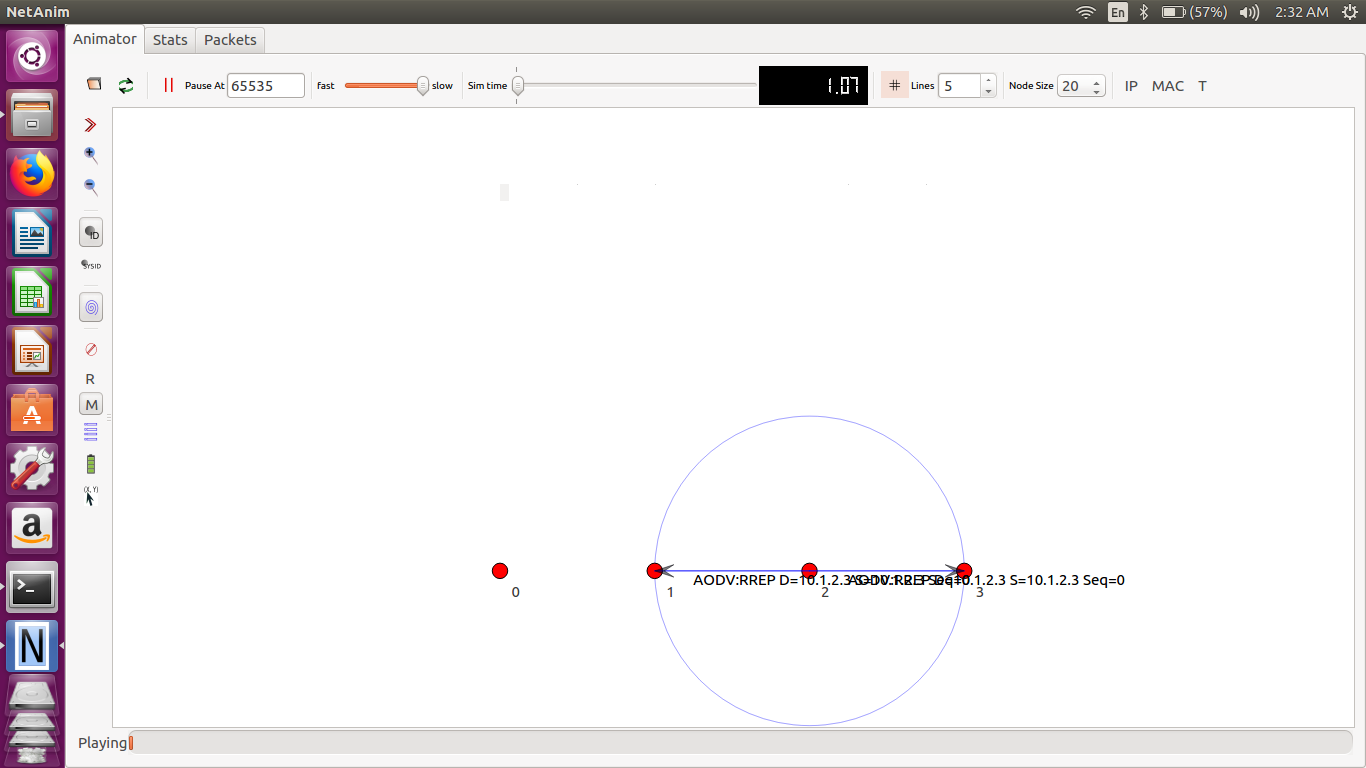 NetAnim
En
(57%)
2:32 AM
Animator
Stats
Packets
Pause At
65535
fast
slow
Sim time
1.07
#
Lines
5
Node Size
20
IP
MAC
T
ID
SYSID
R
M
(X, Y)
AODV:RREP D=10.1.2.3 S=10.1.2.3 Seq=0
AODV:RREP D=10.1.2.3 S=10.1.2.3 Seq=0
0
1
2
3
Playing